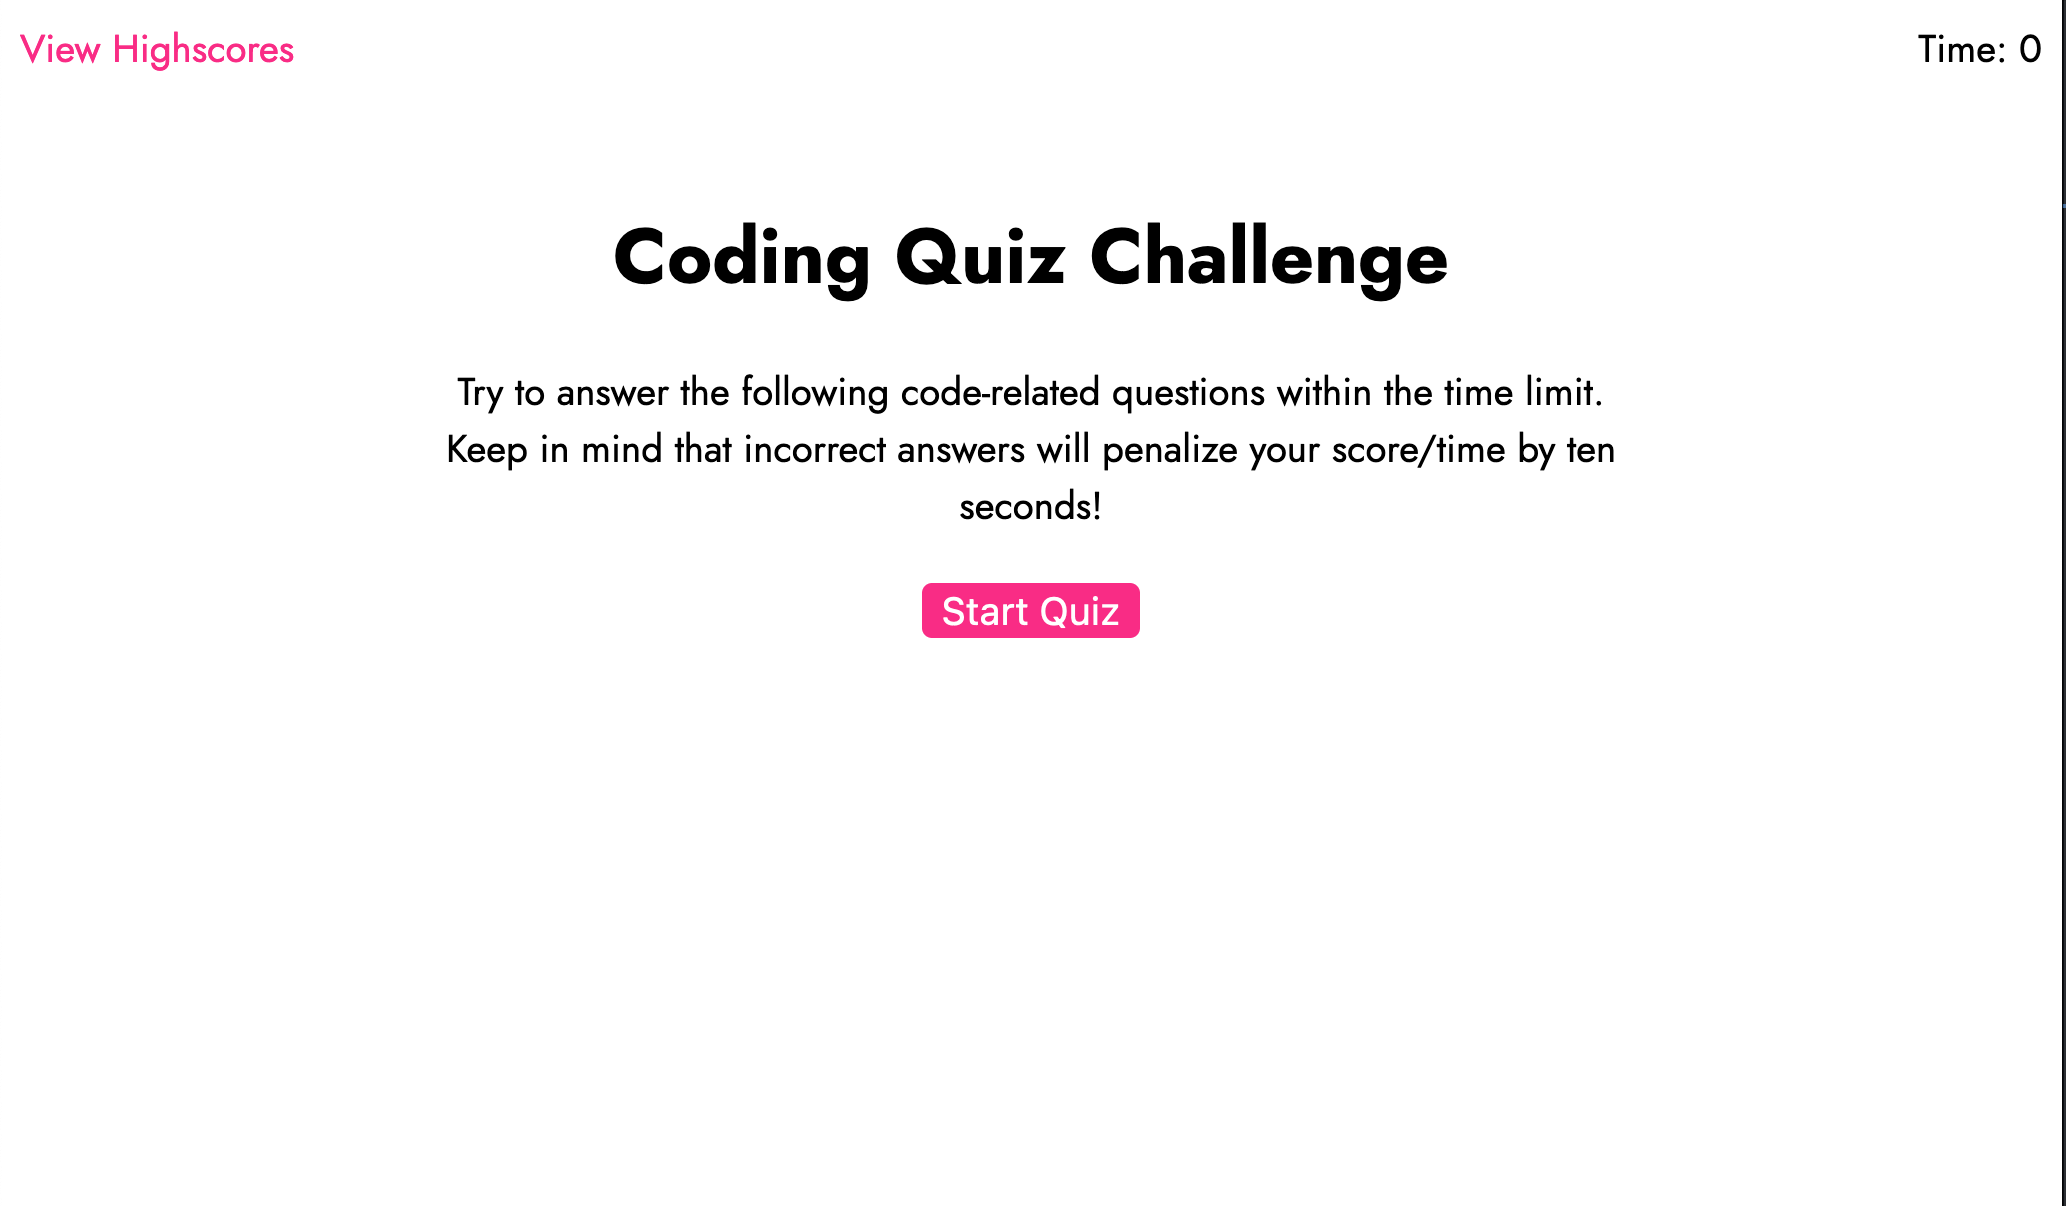 View Highscores
Time: 0
Coding Quiz Challenge
Try to answer the following code-related questions within the time limit.
Keep in mind that incorrect answers will penalize your score/time by ten
seconds!
Start Quiz